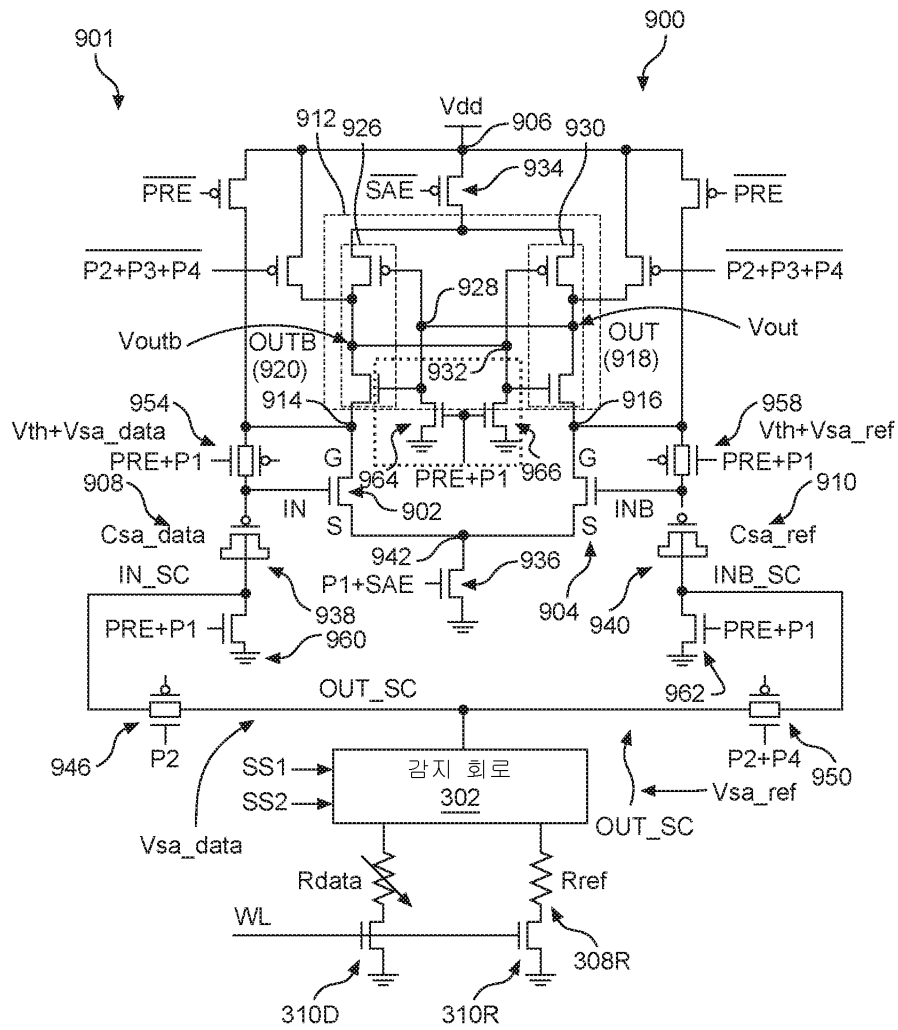 901
900
Vdd
912
926
906
930
PRE
SAE
934
PRE
P2+P3+P4
P2+P3+P4
928
Voutb
OUTB
(920)
OUT
(918)
Vout
932
954
914
916
958
Vth+Vsa_data
Vth+Vsa_ref
PRE+P1
964
PRE+P1
966
PRE+P1
908
G
G
910
IN
902
INB
Csa_data
S
S
Csa_ref
942
936
IN_SC
P1+SAE
904
INB_SC
938
940
PRE+P1
960
PRE+P1
962
OUT_SC
946
P2
P2+P4
950
SS1
감지 회로
SS2
302
Vsa_ref
Vsa_data
OUT_SC
Rdata
Rref
WL
308R
310D
310R